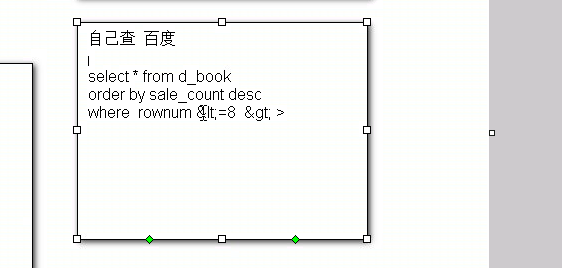 自己查 百度
select * from d_book
order by sale_count desc
where rownum &lt;=8 &gt; >